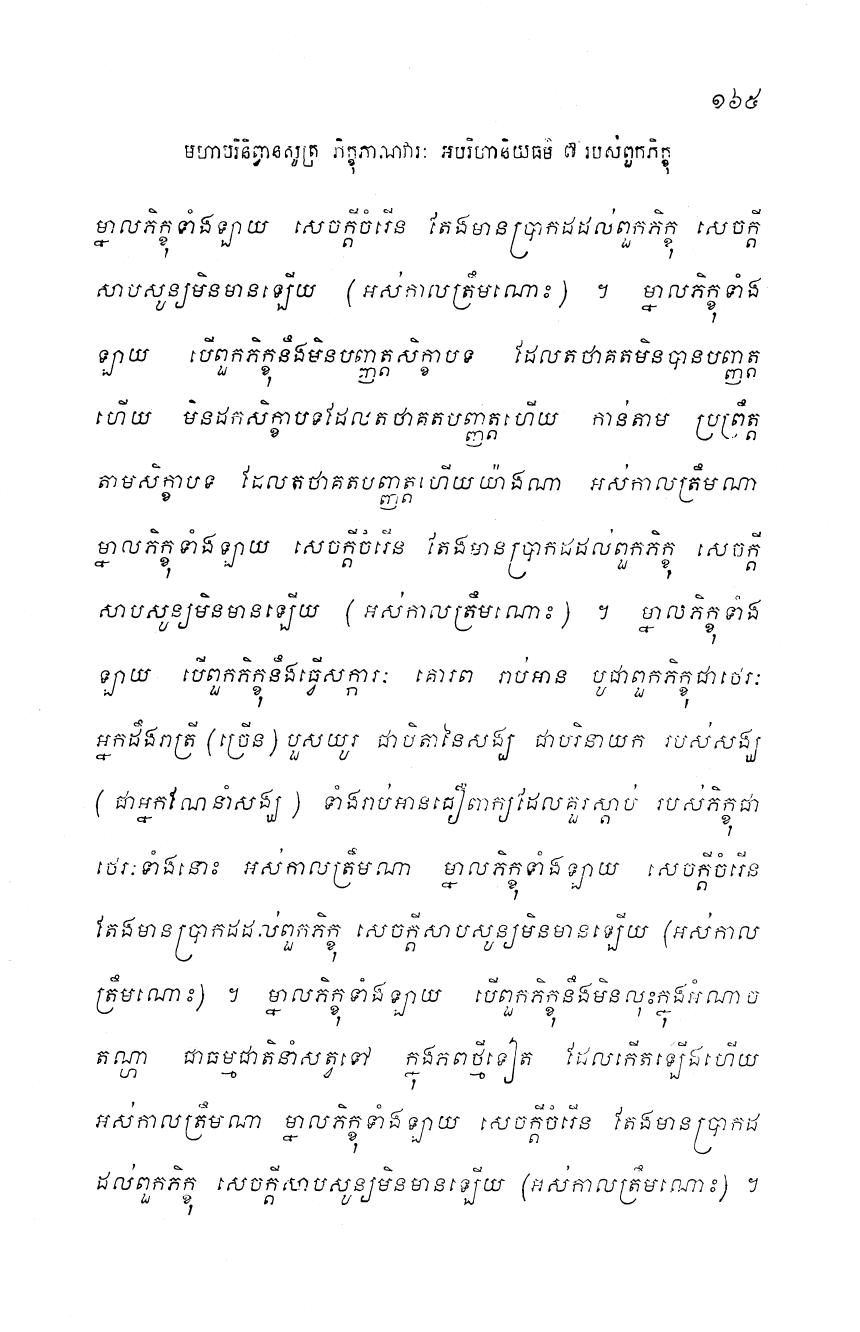 ១៦៥
មហាបរិនិព្វានសូត្រ ភិក្ខុភាណវារៈ អបរិហានិយធម៌ ៧ របស់ពួកភិក្ខុ
ម្នាលភិក្ខុទាំងឡាយ សេចក្តីចំរើន តែងមានប្រាកដដល់ពួកភិក្ខុ សេចក្តី
សាបសូន្យមិនមានឡើយ (អស់កាលត្រឹមណោះ) ។ ម្នាលភិក្ខុទាំង
ឡាយ បើពួកភិក្ខុនឹងមិនបញ្ញត្តសិក្ខាបទ ដែលតថាគតមិនបានបញ្ញត្ត
ហើយ មិនដកសិក្ខាបទដែលតថាគតបញ្ញត្តហើយ កាន់តាម ប្រព្រឹត្ត
តាមសិក្ខាបទ ដែលតថាគតបញ្ញត្តហើយយ៉ាងណា អស់កាលត្រឹមណា
ម្នាលភិក្ខុទាំងឡាយ សេចក្តីចំរើន តែងមានប្រាកដដល់ពួកភិក្ខុ សេចក្តី
សាបសូន្យមិនមានឡើយ (អស់កាលត្រឹមណោះ) ។ ម្នាលភិក្ខុទាំង
ឡាយ បើពួកភិក្ខុនឹងធ្វើសក្ការៈ គោរព រាប់អាន បូជាពួកភិក្ខុជាថេរៈ
អ្នកដឹងរាត្រី (ច្រើន) បួសយូរ ជាបិតានៃសង្ឃ ជាបរិនាយក របស់សង្ឃ
(ជាអ្នកណែនាំសង្ឃ) ទាំងរាប់អានជឿពាក្យដែលគួរស្តាប់ របស់ភិក្ខុជា
ថេរៈទាំងនោះ អស់កាលត្រឹមណា ម្នាលភិក្ខុទាំងឡាយ សេចក្តីចំរើន
តែងមានប្រាកដដល់ពួកភិក្ខុ សេចក្តីសាបសូន្យមិនមានឡើយ (អស់កាល
ត្រឹមណោះ) ។ ម្នាលភិក្ខុទាំងឡាយ បើពួកភិក្ខុនឹងមិនលុះក្នុងអំណាច
តណ្ហា ជាធម្មជាតិនាំសត្វទៅ ក្នុងភពថ្មីទៀត ដែលកើតឡើងហើយ
អស់កាលត្រឹមណា ម្នាលភិក្ខុទាំងឡាយ សេចក្តីចំរើន តែងមានប្រាកដ
ដល់ពួកភិក្ខុ សេចក្តីសាបសូន្យមិនមានឡើយ (អស់កាលត្រឹមណោះ) ។